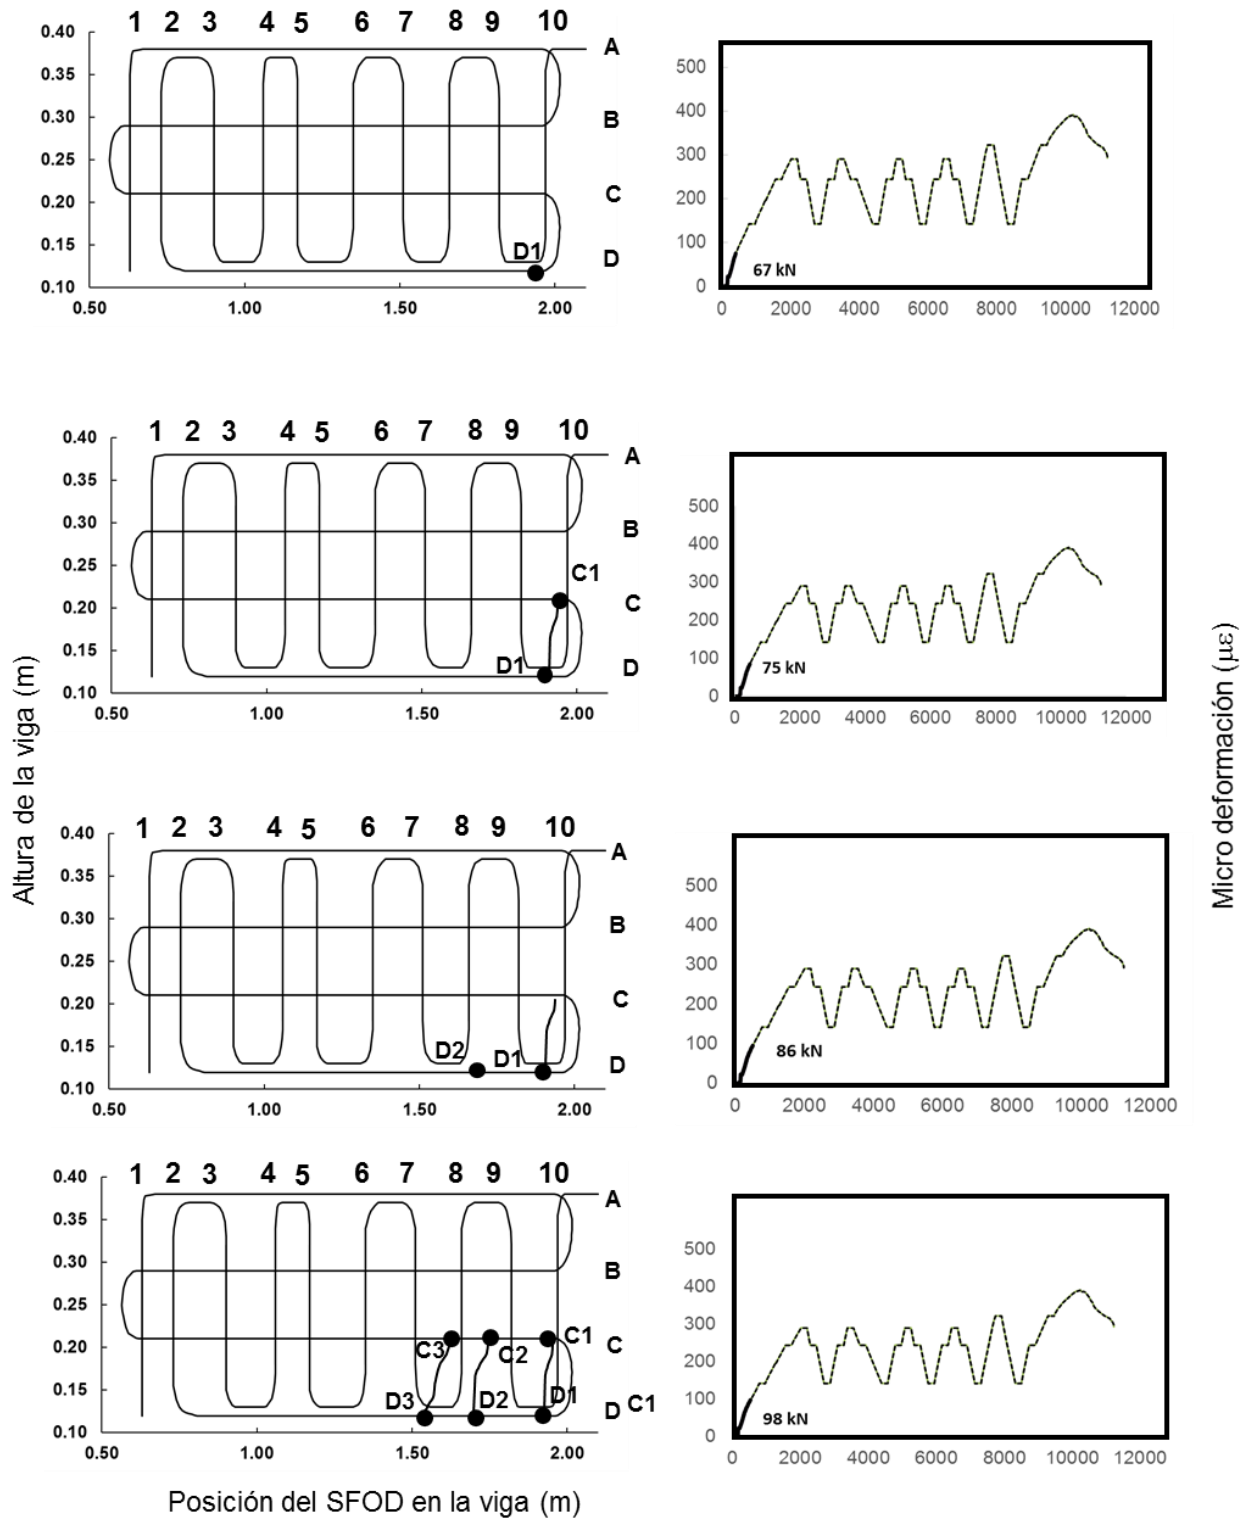 1 2 3 4 5 6 7 8 9 10
0.40
0.35
0.30
0.25
0.20
0.15
0.10
0.50 1.00 1.50 2.00
A
B
C
D
D1
500
400
300
200
100
0
67 kN
0 2000 4000 6000 8000 10000 12000
1 2 3 4 5 6 7 8 9 10
0.40
0.35
0.30
0.25
0.20
0.15
0.10
0.50 1.00 1.50 2.00
A
B
C1
C
D1
D
500
400
300
200
100
0
75 kN
0 2000 4000 6000 8000 10000 12000
Altura de la viga (m)
Micro deformación (µε)
1 2 3 4 5 6 7 8 9 10
0.40
0.35
0.30
0.25
0.20
0.15
0.10
0.50 1.00 1.50 2.00
A
B
C
D2 D1
D
500
400
300
200
100
0
86 kN
0 2000 4000 6000 8000 10000 12000
1 2 3 4 5 6 7 8 9 10
0.40
0.35
0.30
0.25
0.20
0.15
0.10
0.50 1.00 1.50 2.00
A
B
C3 C2 C1 C
D3 D2 D1 D C1
500
400
300
200
100
0
98 kN
0 2000 4000 6000 8000 10000 12000
Posición del SFOD en la viga (m)